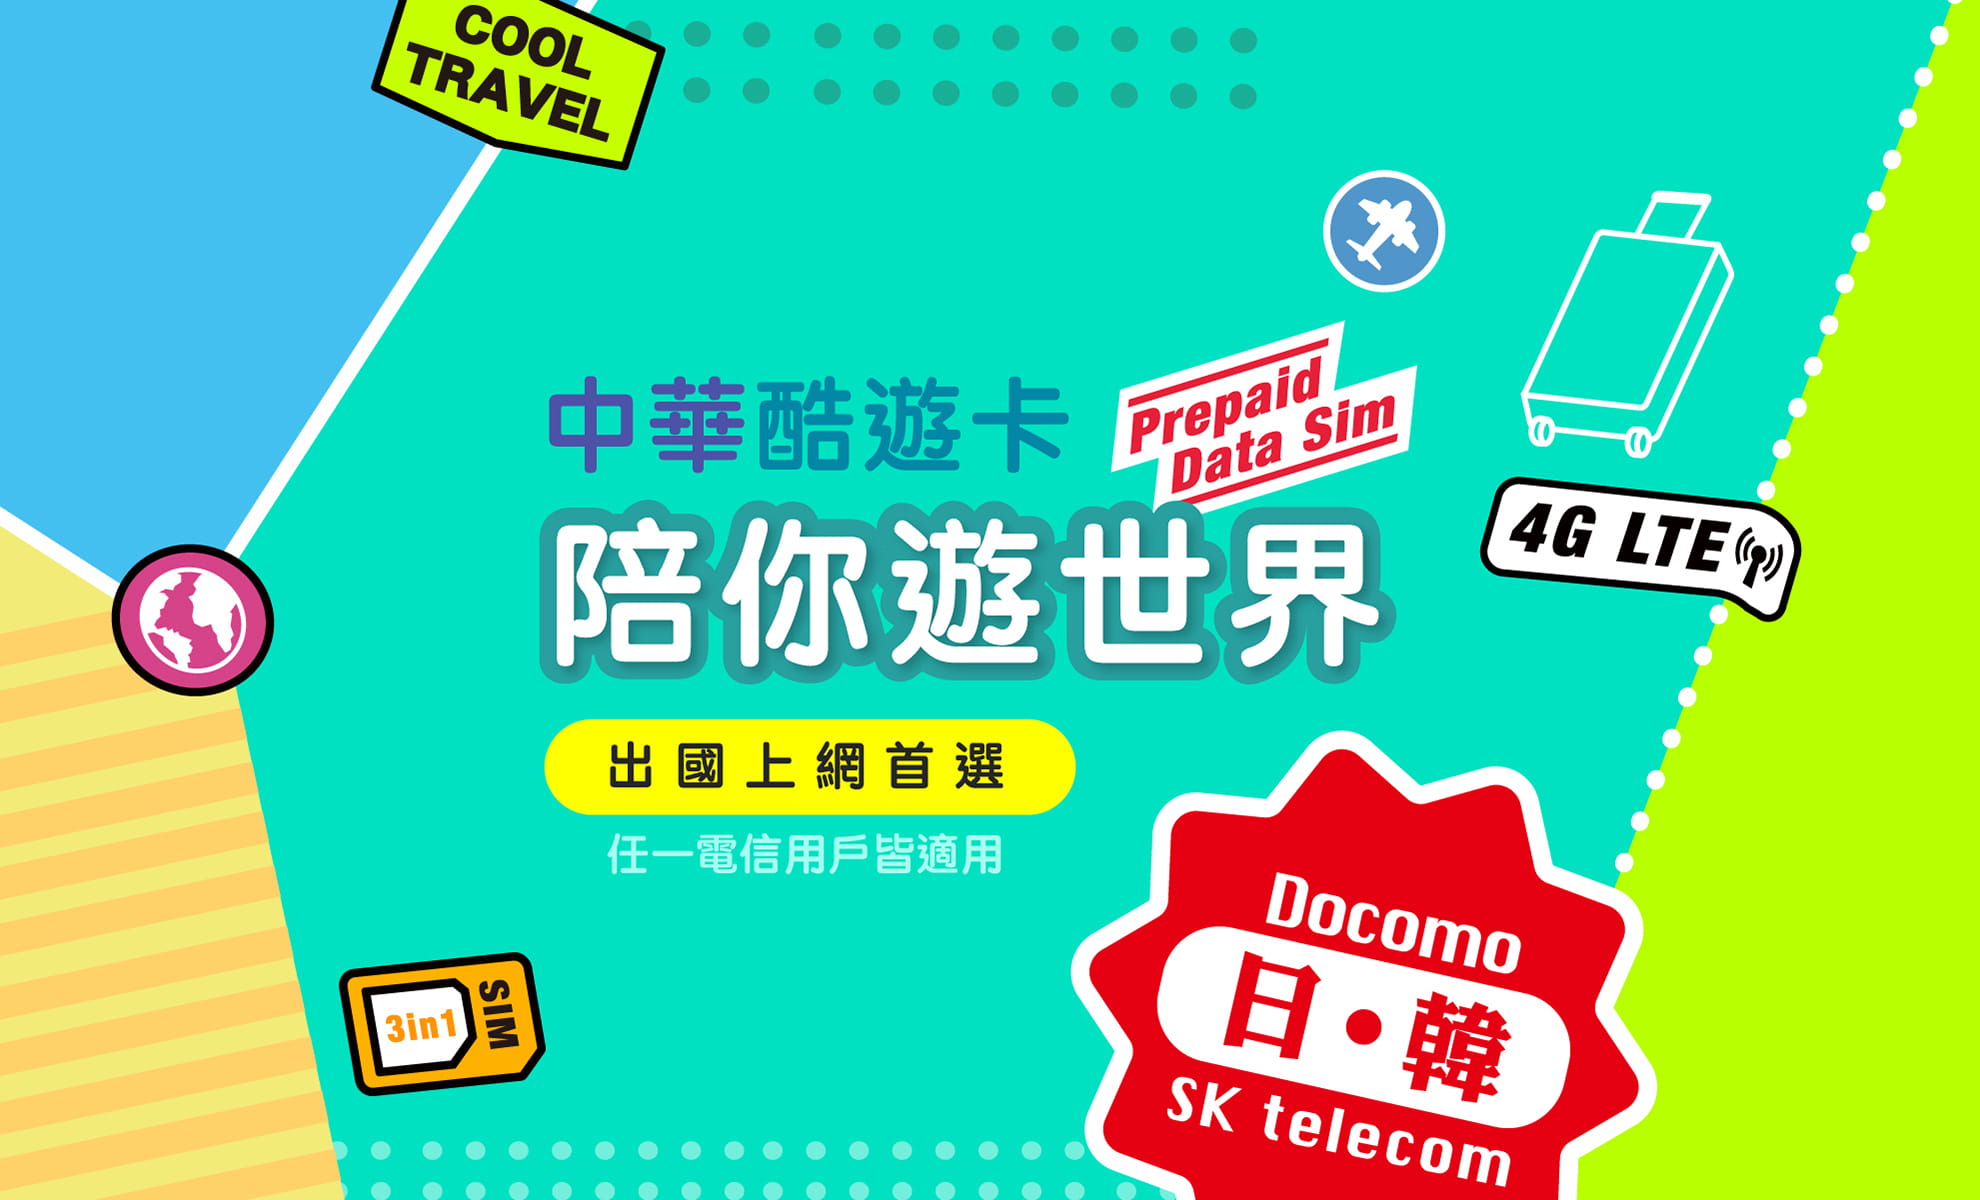 COOL
TRAVEL
中華酷遊卡
Prepaid
Data Sim
陪你遊世界
4G LTE
出國上網首選
任一電信用戶皆適用
3in1
SIM
Docomo
日・韓
SK telecom